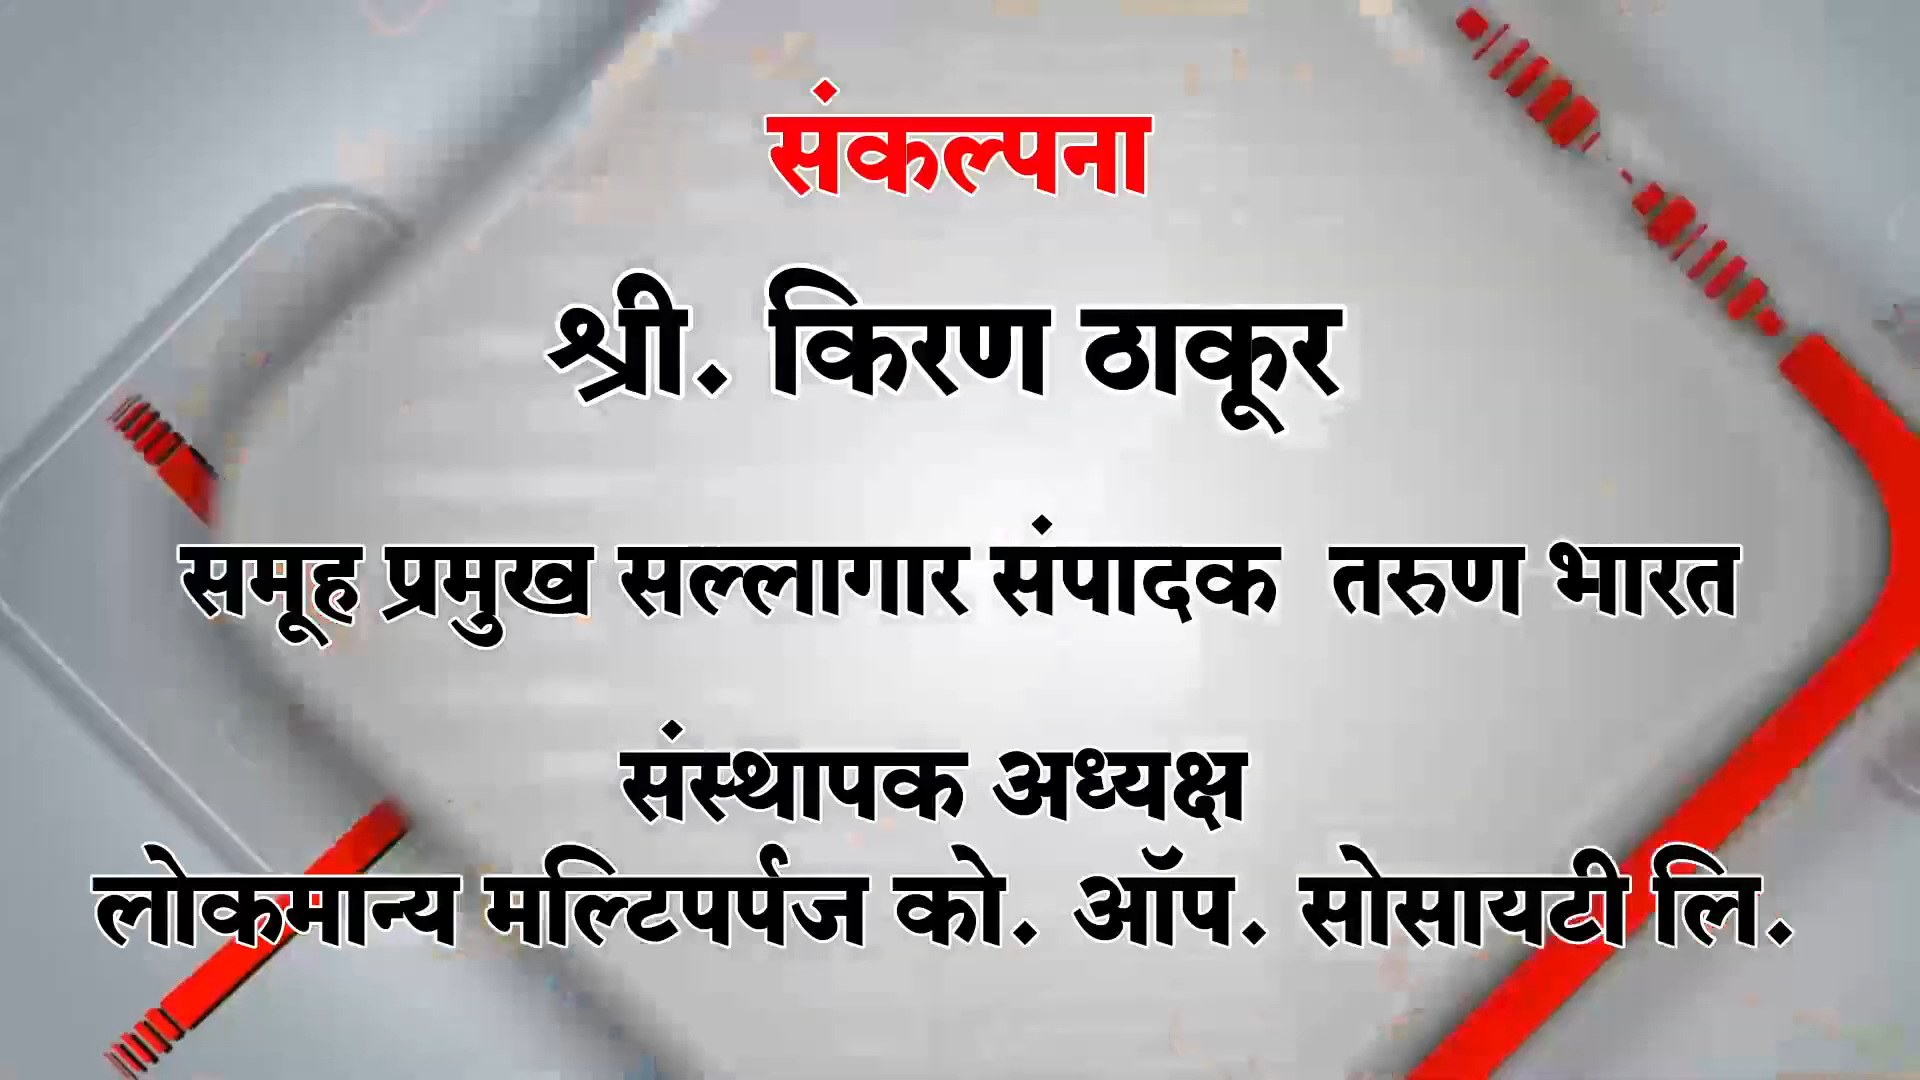 संकल्पना
श्री. किरण ठाकूर
समूह प्रमुख सल्लागार संपादक तरुण भारत
संस्थापक अध्यक्ष
लोकमान्य मल्टिपर्पज को. ऑप. सोसायटी लि.